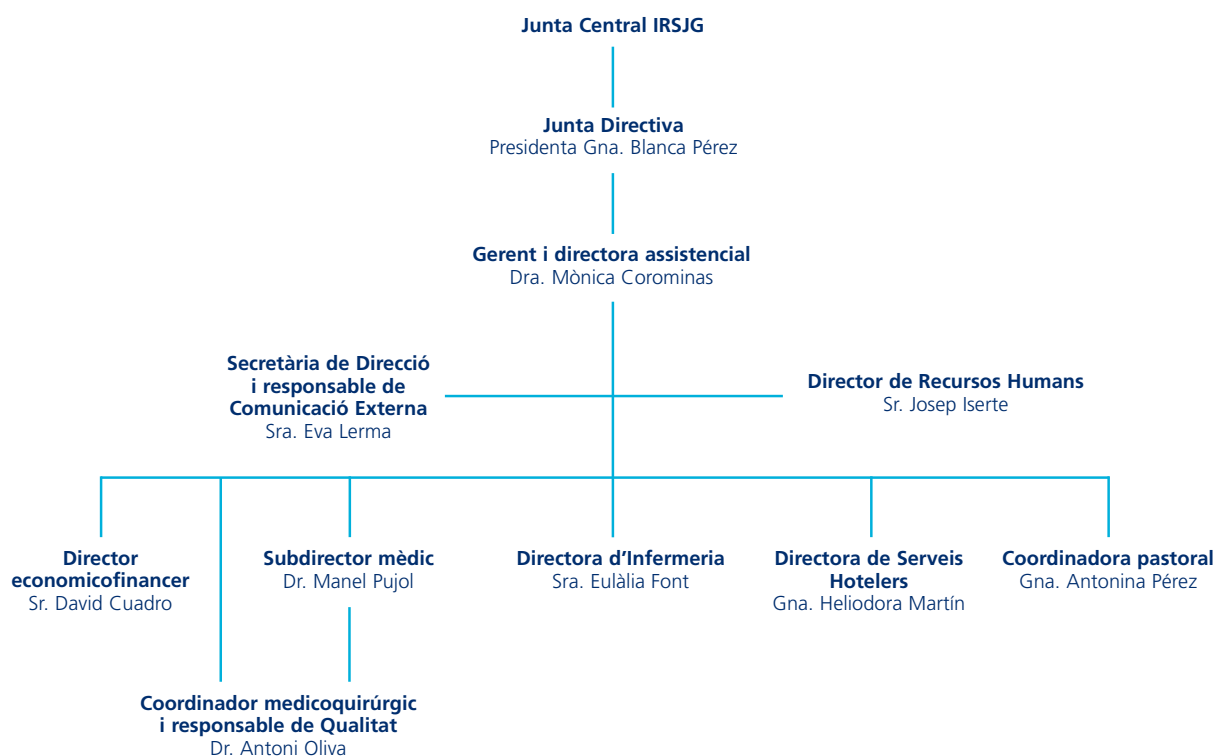 Junta Central IRSJG
Junta Directiva
Presidenta Gna. Blanca Pérez
Gerent i directora assistencial
Dra. Mònica Corominas
Secretària de Direcció
i responsable de
Comunicació Externa
Sra. Eva Lerma
Director de Recursos Humans
Sr. Josep Iserte
Director
economicofinancer
Sr. David Cuadro
Subdirector mèdic
Dr. Manel Pujol
Directora d’Infermeria
Sra. Eulàlia Font
Directora de Serveis
Hotelers
Gna. Heliodora Martín
Coordinadora pastoral
Gna. Antonina Pérez
Coordinador medicoquirúrgic
i responsable de Qualitat
Dr. Antoni Oliva